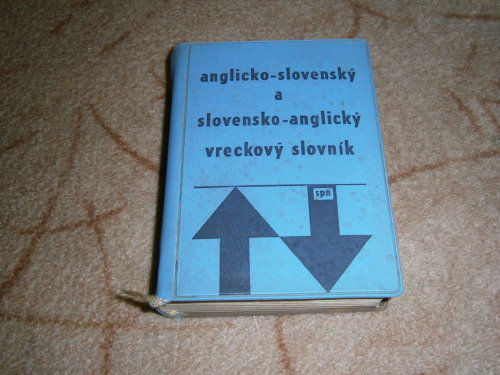 anglicko-slovenský
a
slovensko-anglický
vreckový slovník
spn